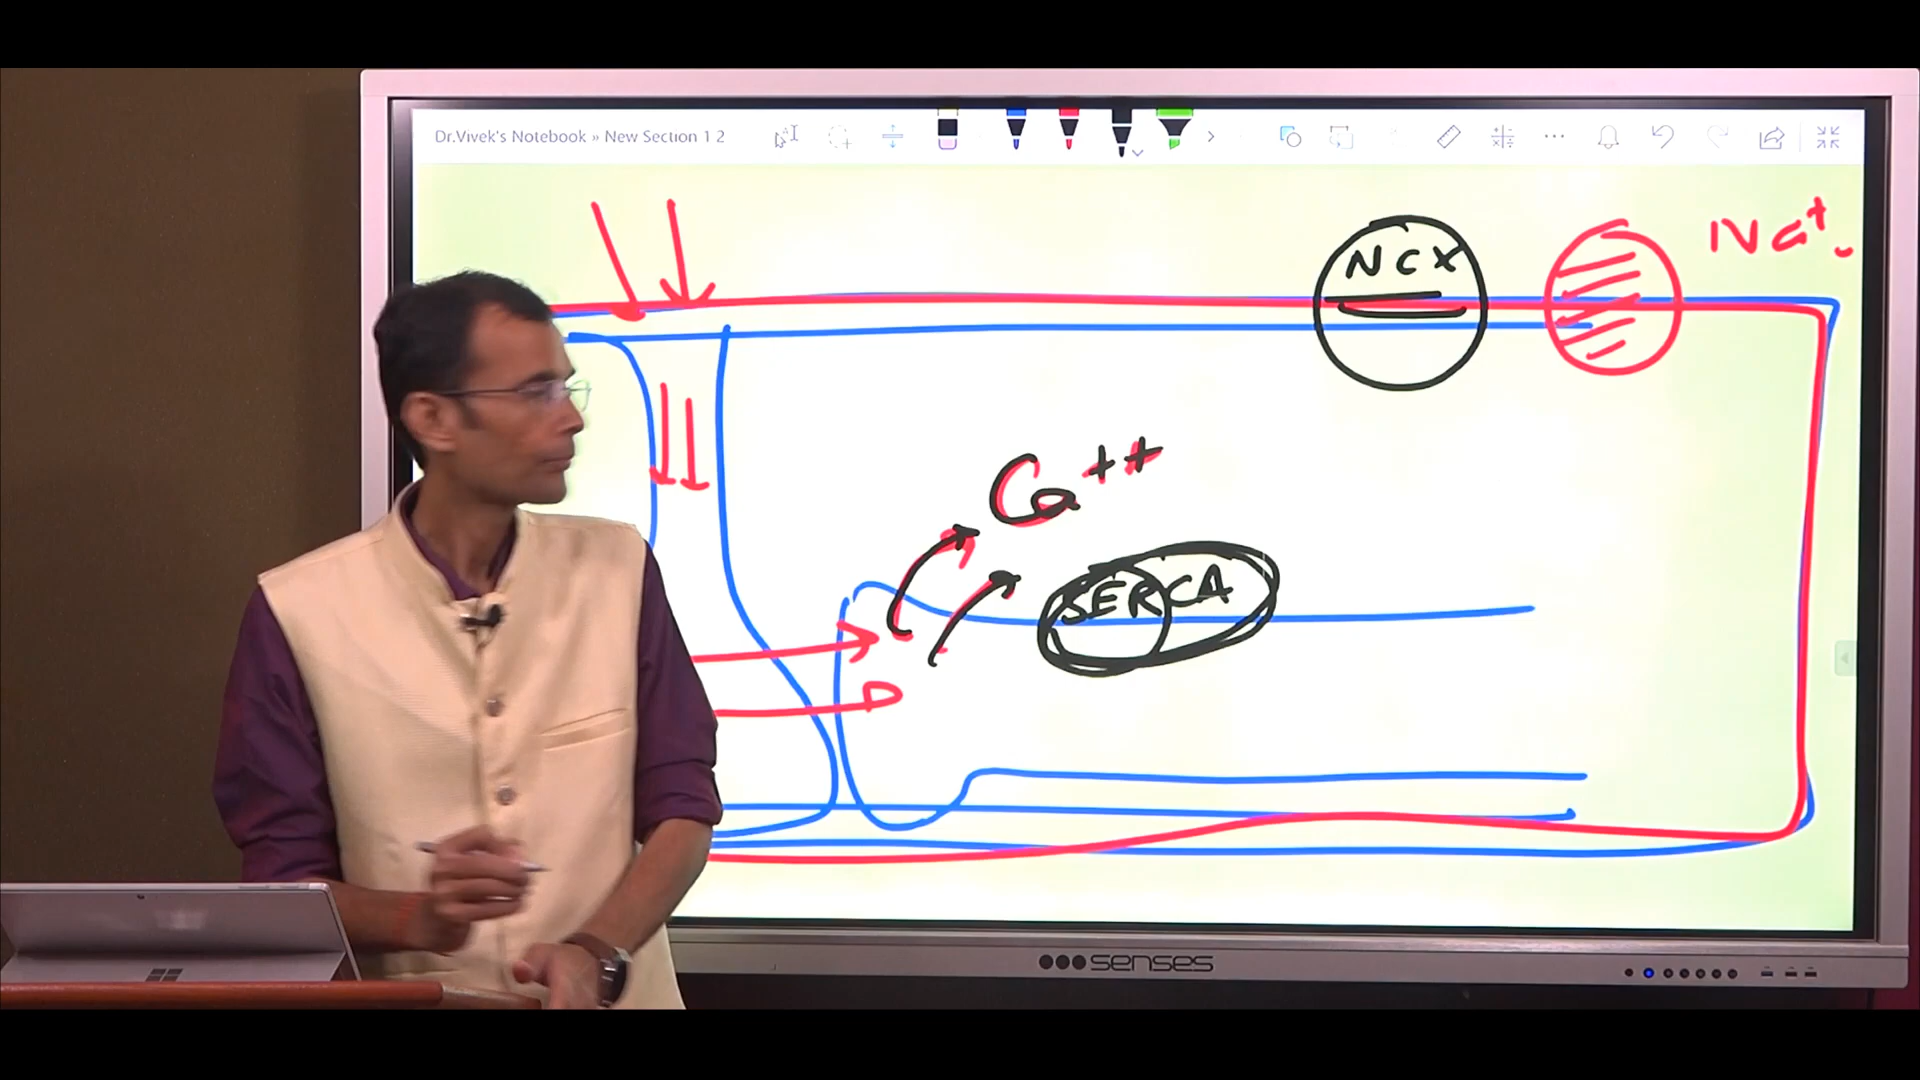 Dr.Vivek's Notebook » New Section 1 2
NCX
Na+
Ca++
SERCA
senses